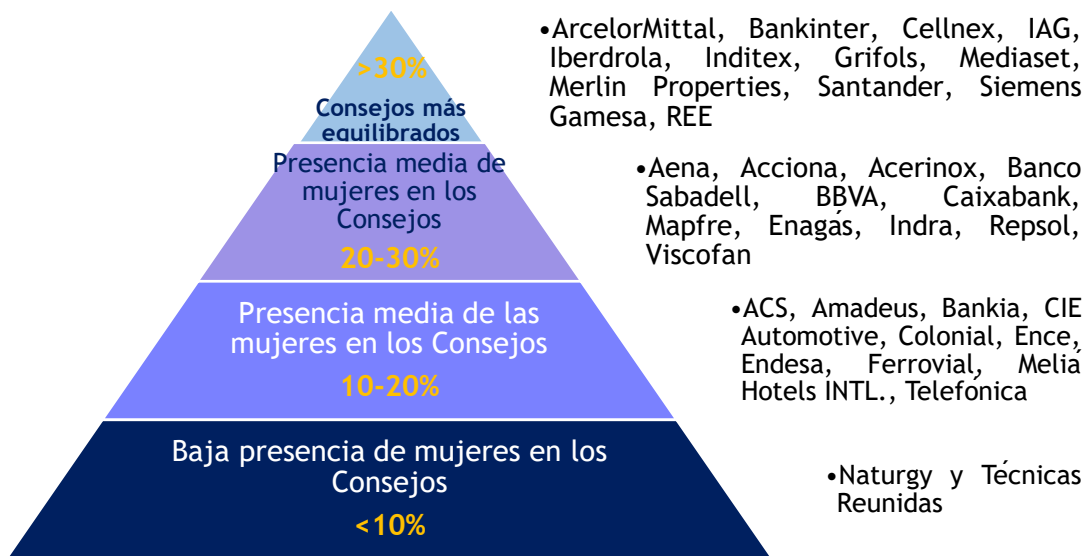 >30%
Consejos más
equilibrados
•ArcelorMittal, Bankinter, Cellnex, IAG,
Iberdrola, Inditex, Grifols, Mediaset,
Merlin Properties, Santander, Siemens
Gamesa, REE
Presencia media de
mujeres en los
Consejos
20-30%
•Aena, Acciona, Acerinox, Banco
Sabadell, BBVA, Caixabank,
Mapfre, Enagás, Indra, Repsol,
Viscofan
Presencia media de las
mujeres en los Consejos
10-20%
•ACS, Amadeus, Bankia, CIE
Automotive, Colonial, Ence,
Endesa, Ferrovial, Meliá
Hotels INTL., Telefónica
Baja presencia de mujeres en los
Consejos
<10%
•Naturgy y Técnicas
Reunidas